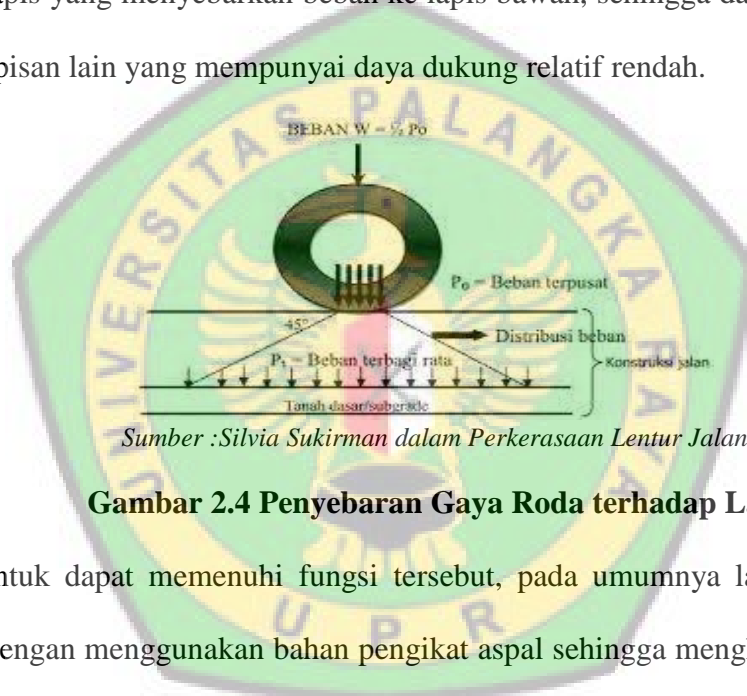 apis yang menyebarkan beban ke lapis bawah, sehingga da
pisan lain yang mempunyai daya dukung relatif rendah.
UNIVERSITAS PALANGKA RAYA
BEBAN W = ½ Po
P₀ = Beban terpusat
45°
Distribusi beban
P₁ = Beban terbagi rata
Konstruksi jalan
Tanah dasar/subgrade
Sumber :Silvia Sukirman dalam Perkerasaan Lentur Jalan
Gambar 2.4 Penyebaran Gaya Roda terhadap L
ntuk dapat memenuhi fungsi tersebut, pada umumnya la
UPR
engan menggunakan bahan pengikat aspal sehingga meng